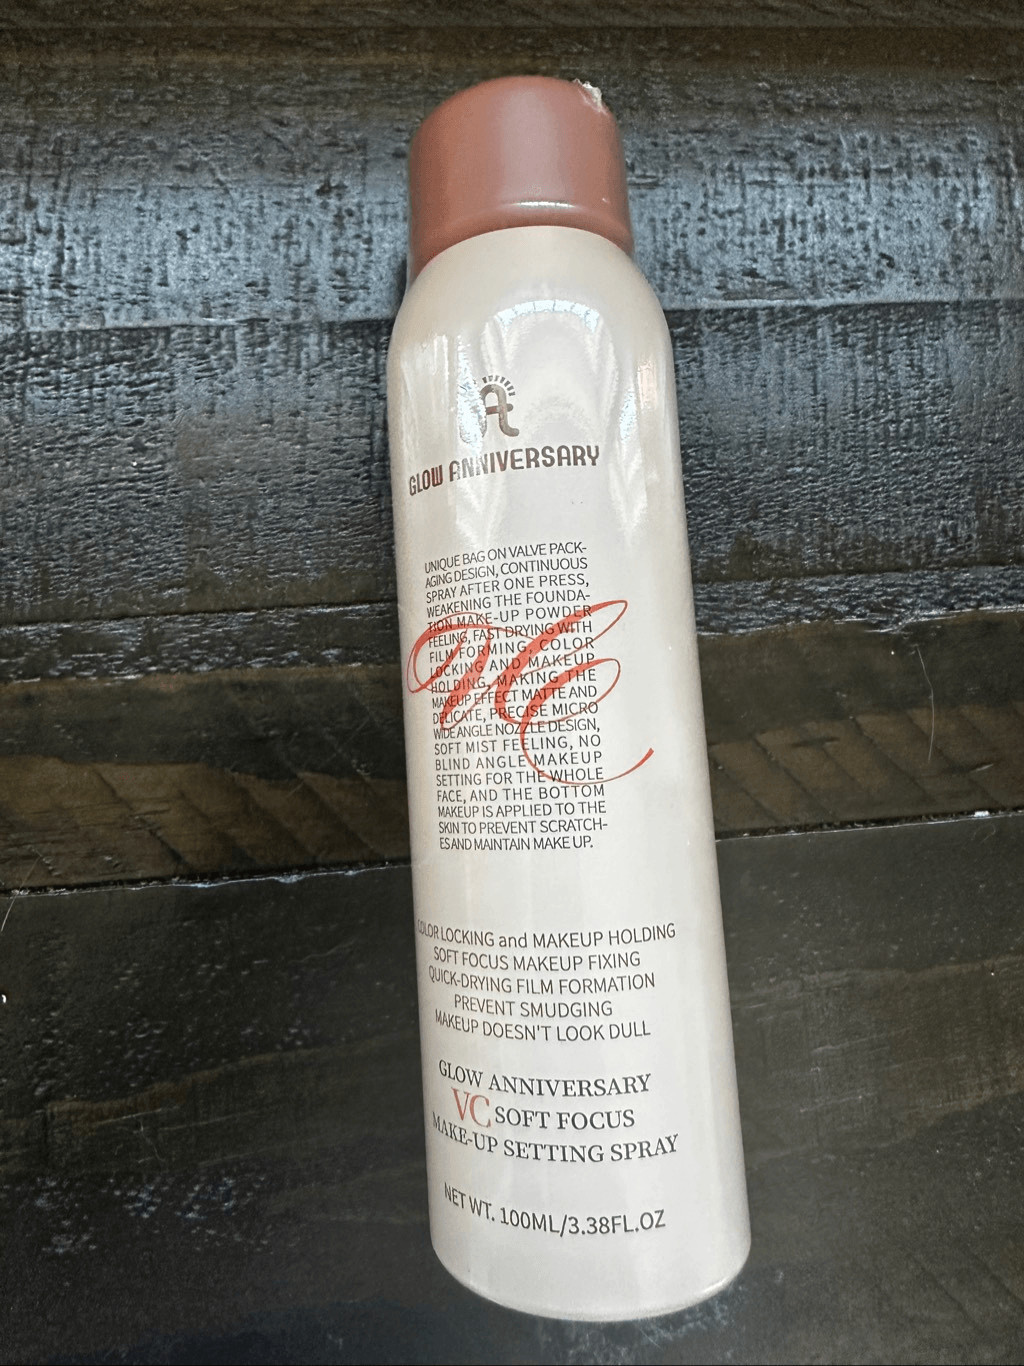 At
GLOW ANNIVERSARY
UNIQUE BAG ON VALVE PACK-
AGING DESIGN, CONTINUOUS
SPRAY AFTER ONE PRESS,
WEAKENING THE FOUNDA-
TION MAKE-UP POWDER
FEELING, FAST DRYING WITH
FILM FORMING, COLOR
LOCKING AND MAKEUP
HOLDING, MAKING THE
MAKEUP EFFECT MATTE AND
DELICATE, PRECISE MICRO
WIDE ANGLE NOZZLE DESIGN,
SOFT MIST FEELING, NO
BLIND ANGLE MAKEUP
SETTING FOR THE WHOLE
FACE, AND THE BOTTOM
MAKEUP IS APPLIED TO THE
SKIN TO PREVENT SCRATCH-
ES AND MAINTAIN MAKE UP.
VC
COLOR LOCKING and MAKEUP HOLDING
SOFT FOCUS MAKEUP FIXING
QUICK-DRYING FILM FORMATION
PREVENT SMUDGING
MAKEUP DOESN'T LOOK DULL
GLOW ANNIVERSARY
VC SOFT FOCUS
MAKE-UP SETTING SPRAY
NET WT. 100ML/3.38FL.OZ